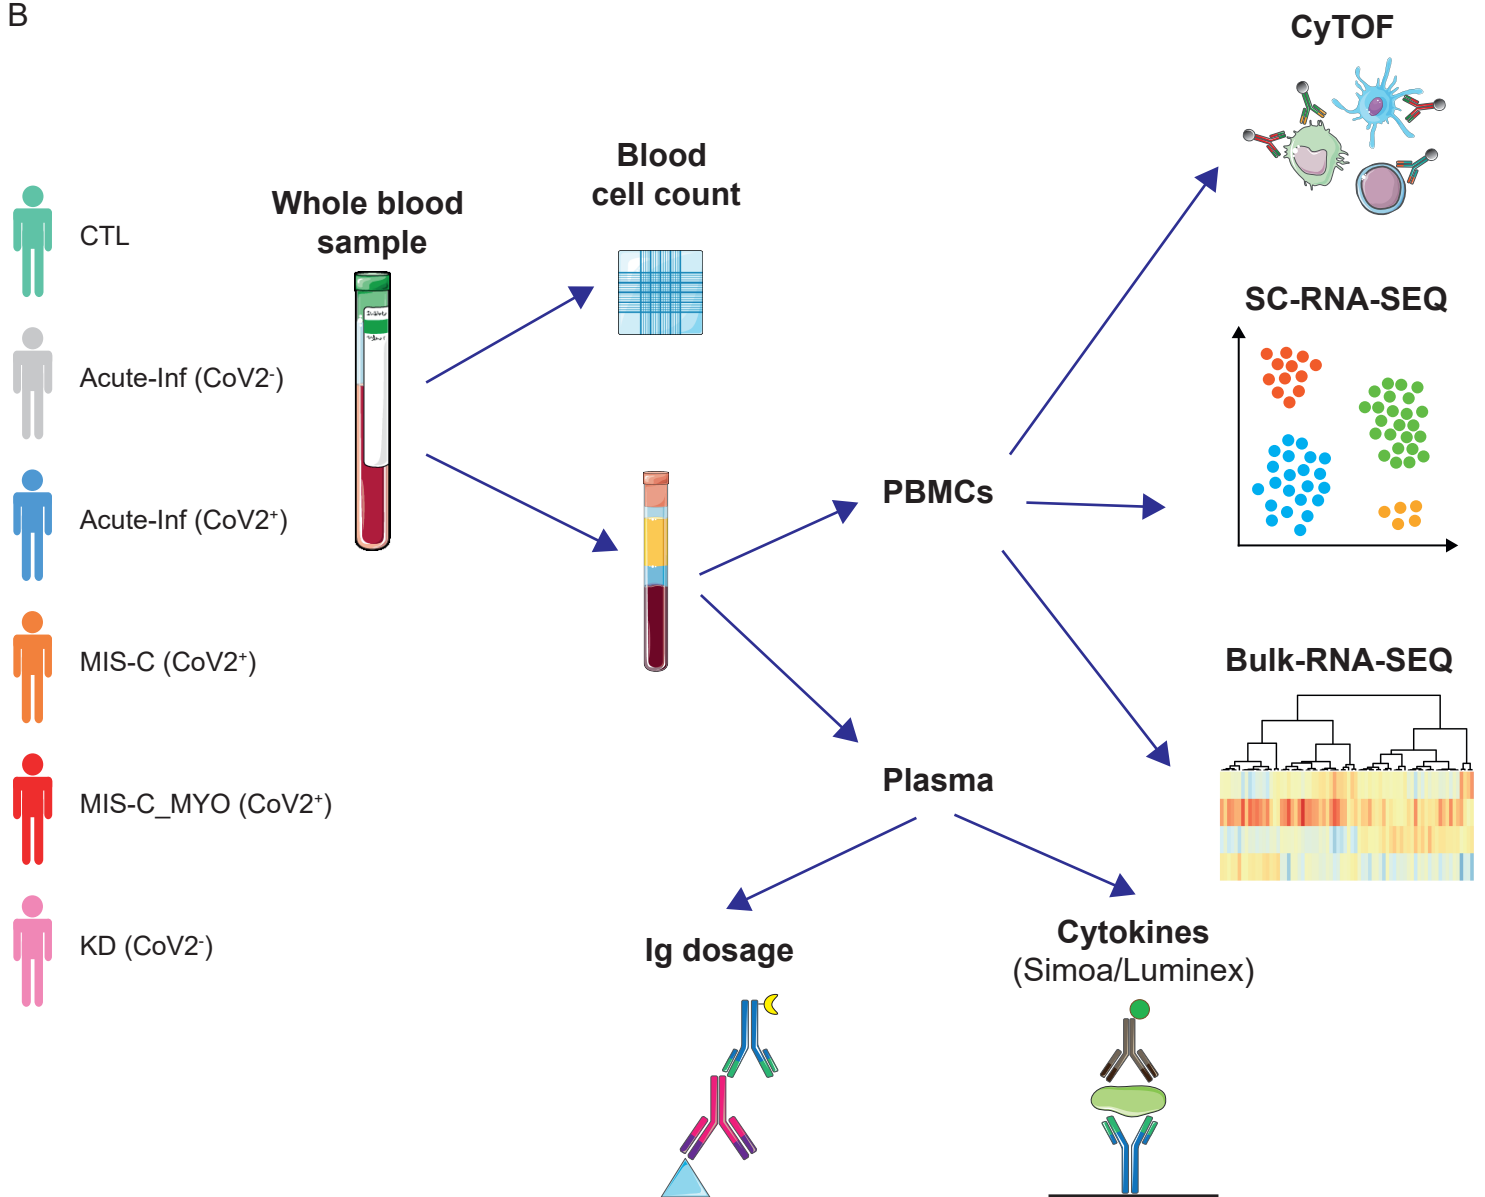 B
CTL
Acute-Inf (CoV2⁻)
Acute-Inf (CoV2⁺)
MIS-C (CoV2⁺)
MIS-C_MYO (CoV2⁺)
KD (CoV2⁻)
Whole blood
sample
Blood
cell count
PBMCs
Plasma
CyTOF
SC-RNA-SEQ
Bulk-RNA-SEQ
Ig dosage
Cytokines
(Simoa/Luminex)